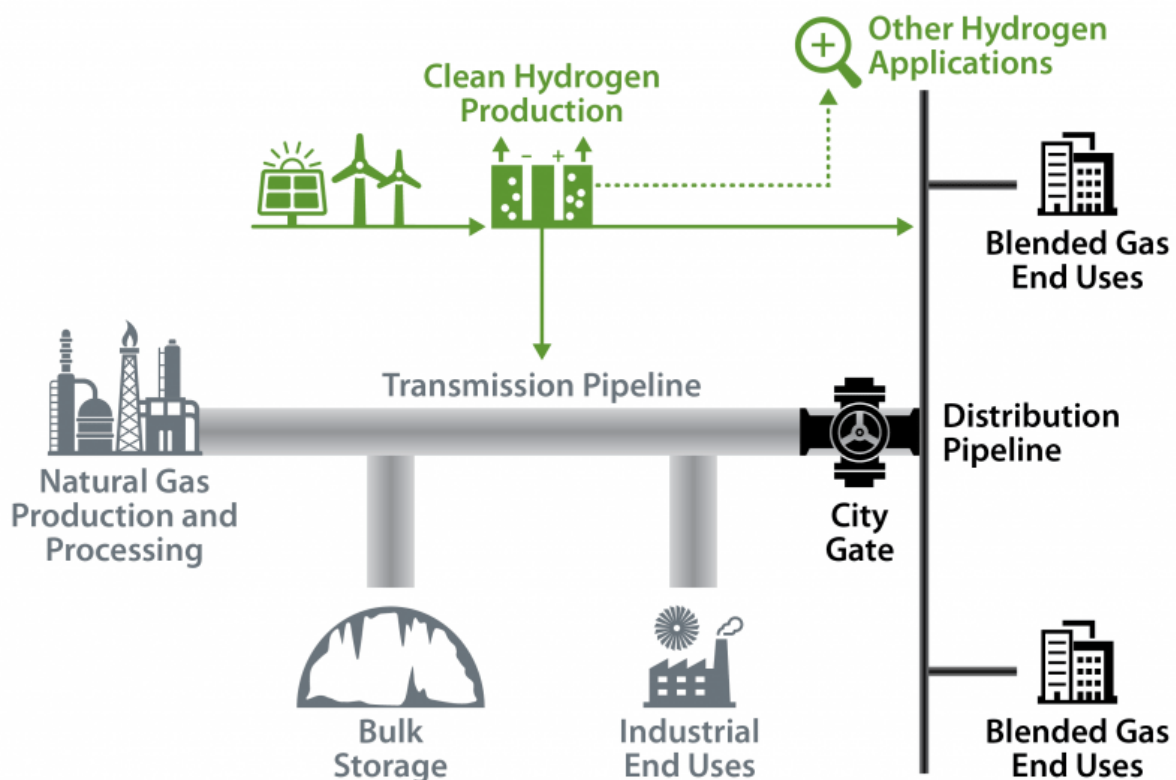 Other Hydrogen
Applications
Clean Hydrogen
Production
− +
Blended Gas
End Uses
Transmission Pipeline
Distribution
Pipeline
Natural Gas
Production and
Processing
City
Gate
Bulk
Storage
Industrial
End Uses
Blended Gas
End Uses